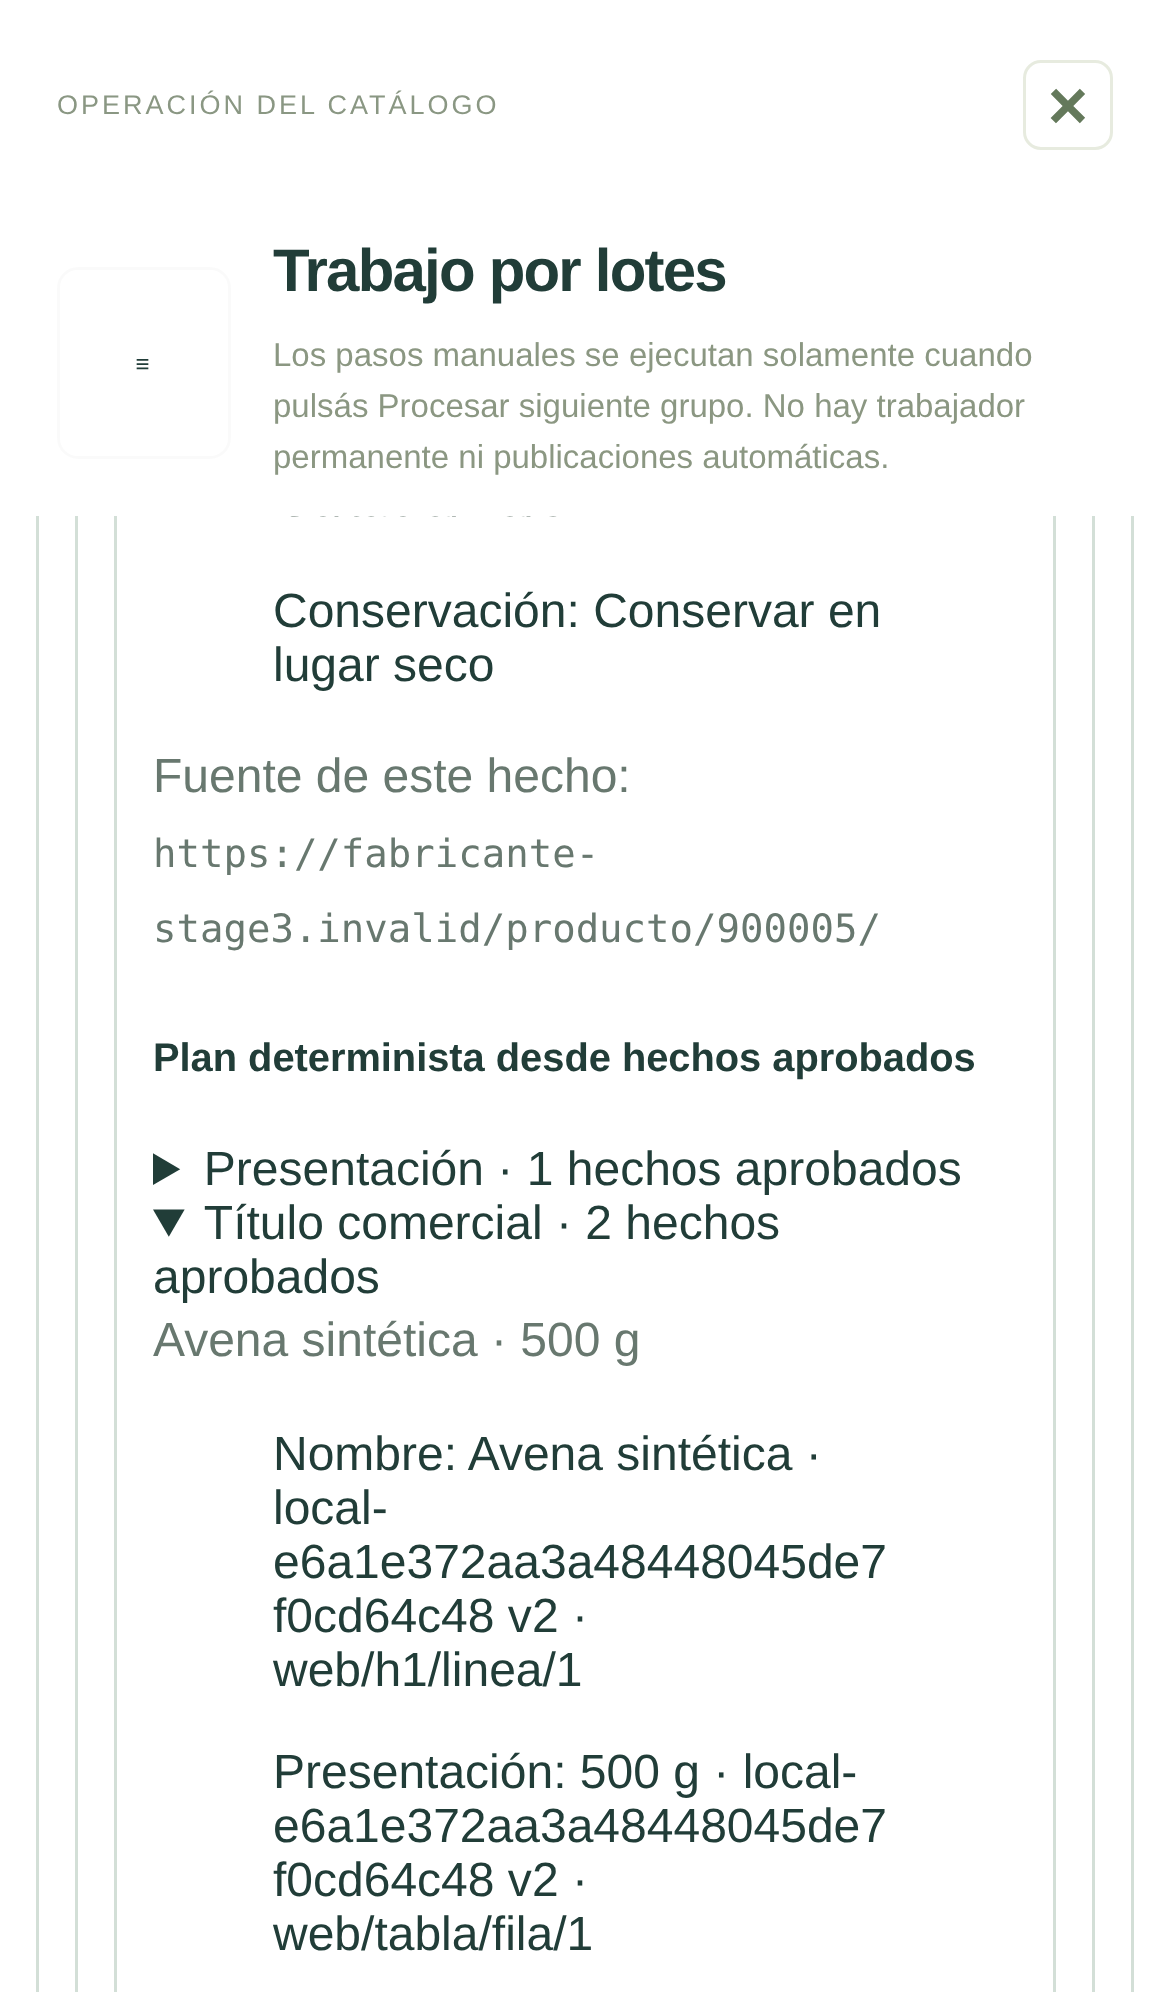 OPERACIÓN DEL CATÁLOGO
Trabajo por lotes
Los pasos manuales se ejecutan solamente cuando
pulsás Procesar siguiente grupo. No hay trabajador
permanente ni publicaciones automáticas.
Conservación: Conservar en
lugar seco
Fuente de este hecho:
https://fabricante-
stage3.invalid/producto/900005/
Plan determinista desde hechos aprobados
▶ Presentación · 1 hechos aprobados
▼ Título comercial · 2 hechos
aprobados
Avena sintética · 500 g
Nombre: Avena sintética ·
local-
e6a1e372aa3a48448045de7
f0cd64c48 v2 ·
web/h1/linea/1
Presentación: 500 g · local-
e6a1e372aa3a48448045de7
f0cd64c48 v2 ·
web/tabla/fila/1